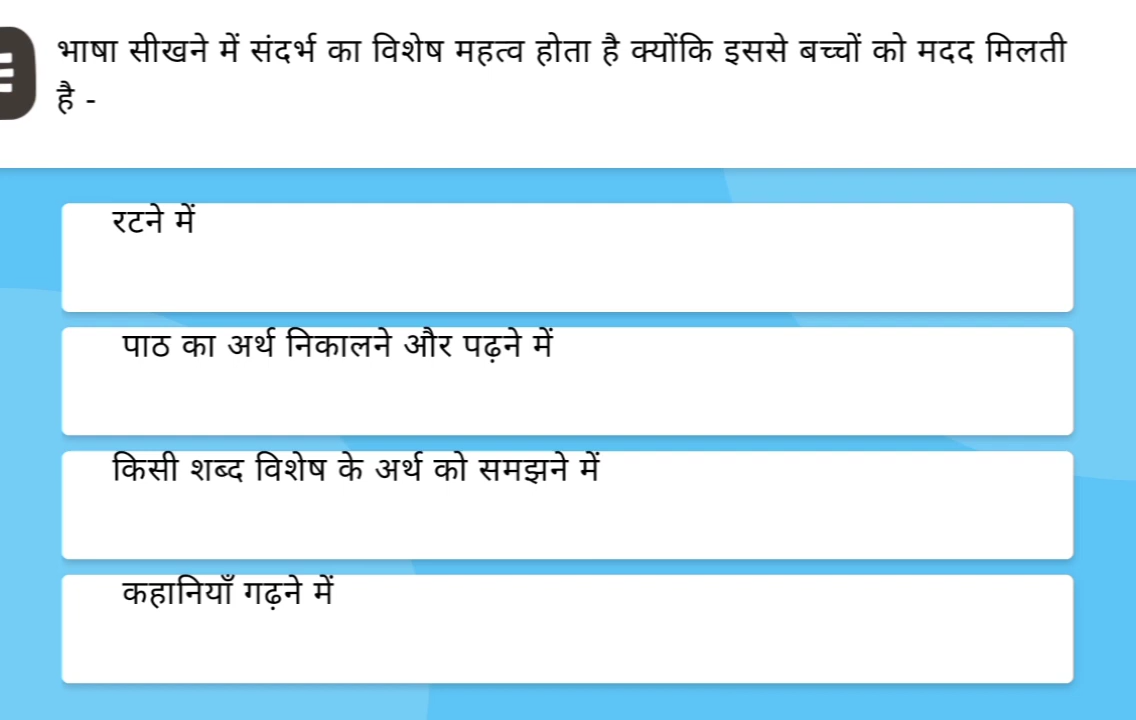 भाषा सीखने में संदर्भ का विशेष महत्व होता है क्योंकि इससे बच्चों को मदद मिलती
है -
रटने में
पाठ का अर्थ निकालने और पढ़ने में
किसी शब्द विशेष के अर्थ को समझने में
कहानियाँ गढ़ने में